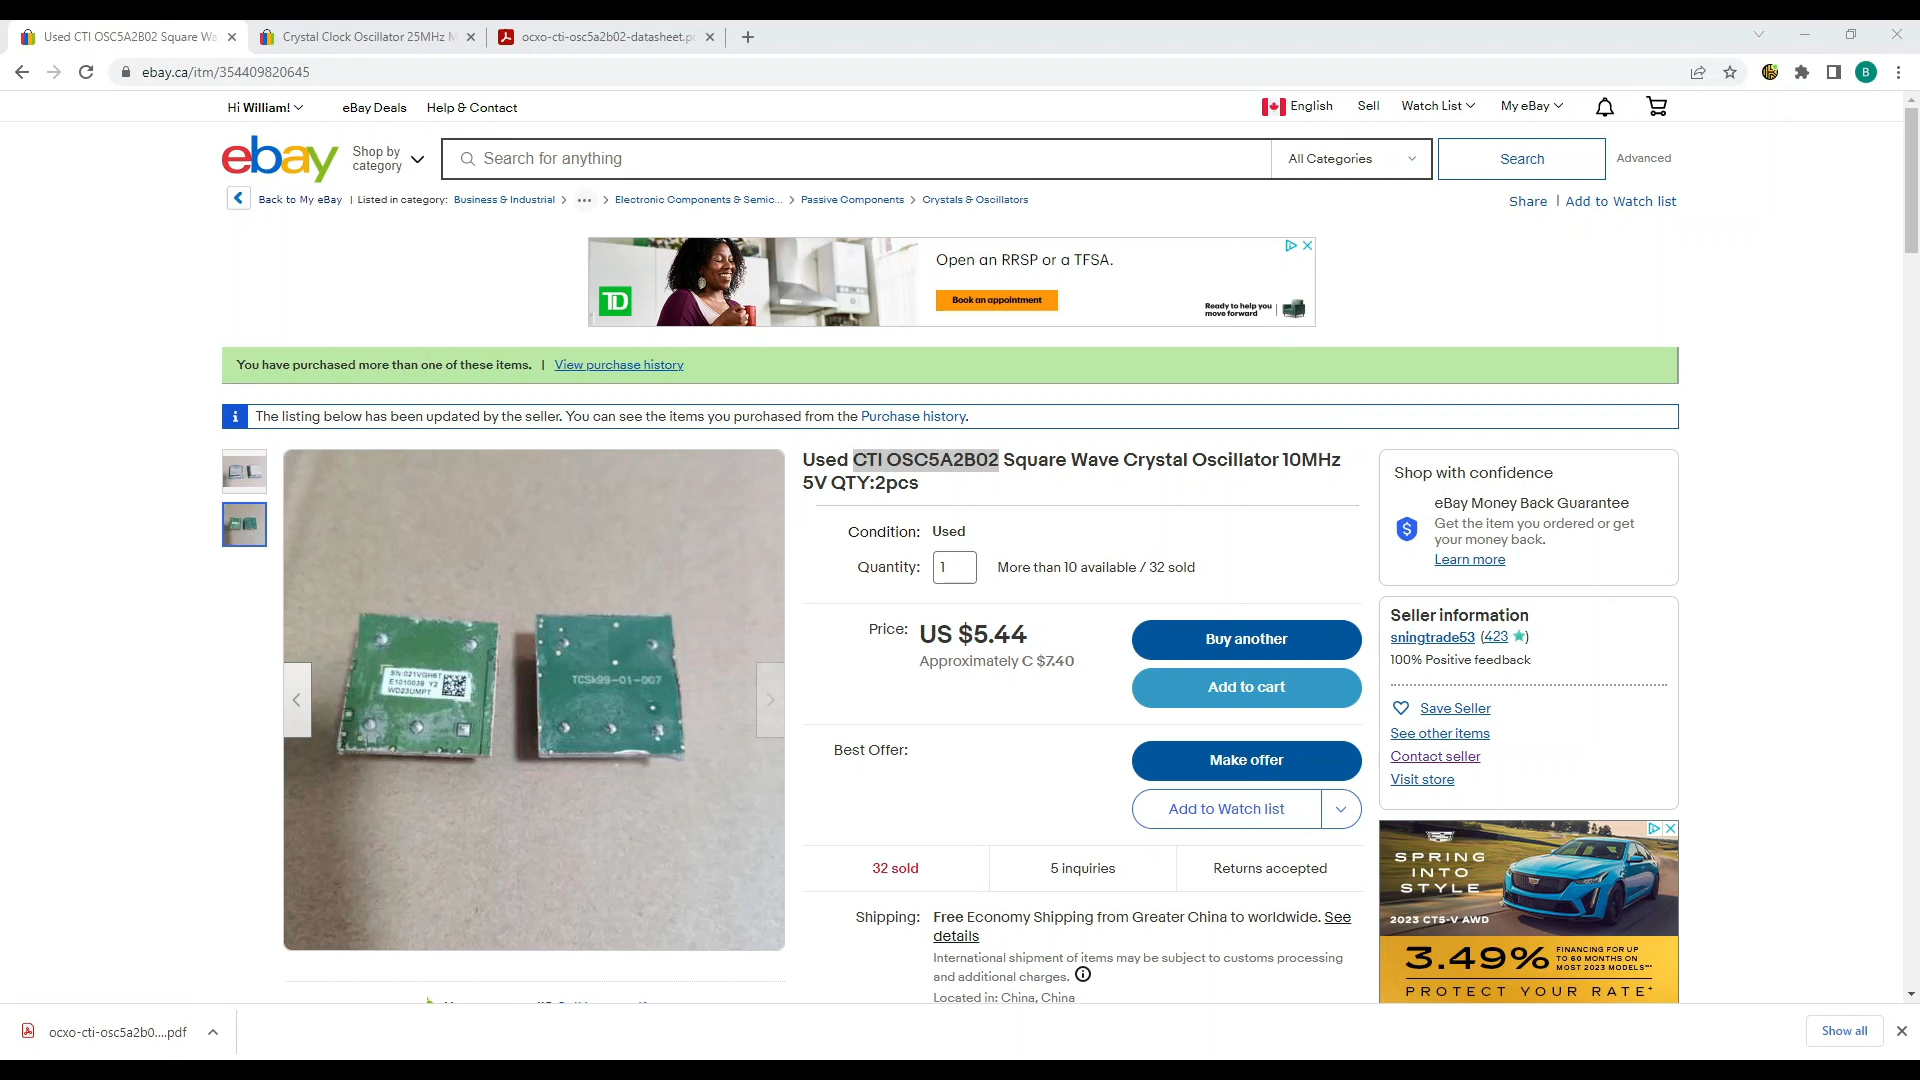 Used CTI OSC5A2B02 Square Wa
Crystal Clock Oscillator 25MHz M
ocxo-cti-osc5a2b02-datasheet.p
ebay.ca/itm/354409820645
B
Hi William!
eBay Deals
Help & Contact
English
Sell
Watch List
My eBay
ebay
Shop by
category
Search for anything
All Categories
Search
Advanced
Back to My eBay | Listed in category: Business & Industrial > ... > Electronic Components & Semic... > Passive Components > Crystals & Oscillators
Share | Add to Watch list
Open an RRSP or a TFSA.
TD
Book an appointment
Ready to help you
move forward
You have purchased more than one of these items. | View purchase history
The listing below has been updated by the seller. You can see the items you purchased from the Purchase history.
Used CTI OSC5A2B02 Square Wave Crystal Oscillator 10MHz
5V QTY:2pcs
Condition: Used
Quantity: 1 More than 10 available / 32 sold
Price: US $5.44
Approximately C $7.40
Buy another
Add to cart
Best Offer:
Make offer
Add to Watch list
32 sold
5 inquiries
Returns accepted
Shipping: Free Economy Shipping from Greater China to worldwide. See
details
International shipment of items may be subject to customs processing
and additional charges.
Located in: China, China
SN:021VGH6T
E1010039 Y2
WD23UMPT
TCSk99-01-007
Shop with confidence
eBay Money Back Guarantee
Get the item you ordered or get
your money back.
Learn more
Seller information
sningtrade53 (423)
100% Positive feedback
Save Seller
See other items
Contact seller
Visit store
SPRING
INTO
STYLE
2023 CT5-V AWD
3.49%
FINANCING FOR UP
TO 60 MONTHS ON
MOST 2023 MODELS
PROTECT YOUR RATE+
ocxo-cti-osc5a2b0....pdf
Show all